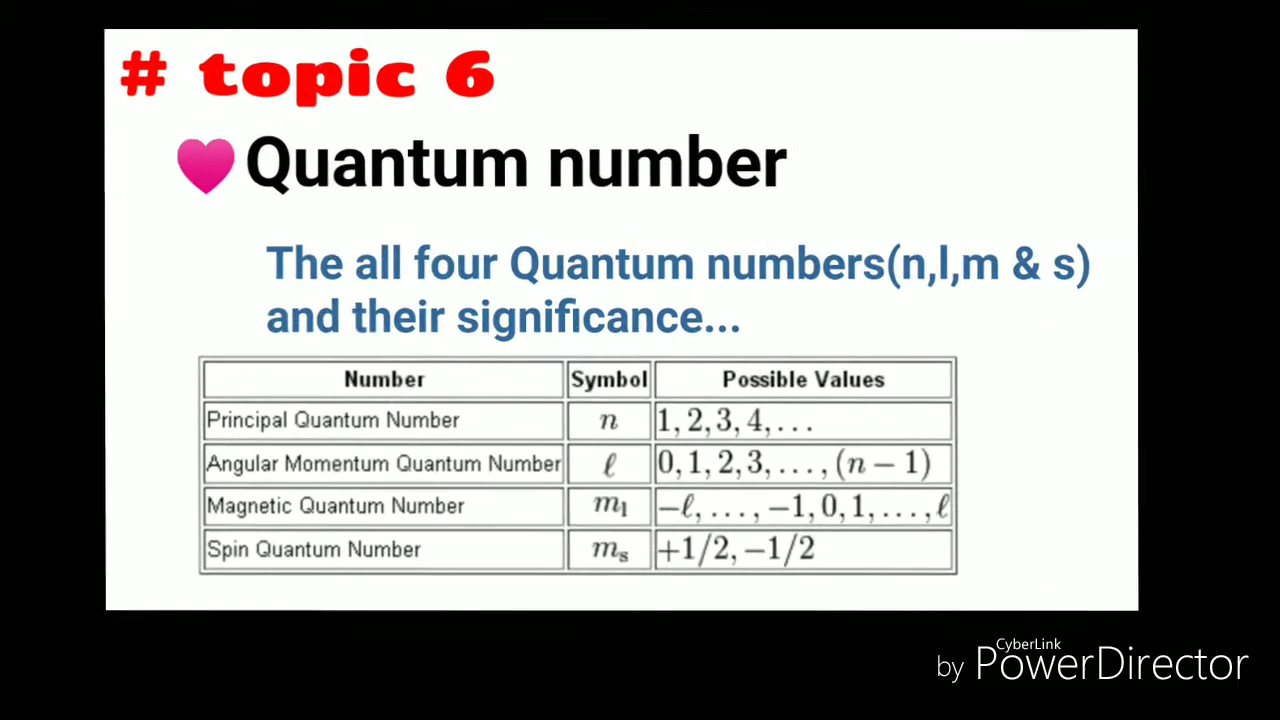 # topic 6
Quantum number
The all four Quantum numbers(n,l,m & s)
and their significance...
Number Symbol Possible Values
Principal Quantum Number n 1, 2, 3, 4, . . .
Angular Momentum Quantum Number ℓ 0, 1, 2, 3, . . . , (n − 1)
Magnetic Quantum Number ml −ℓ, . . . , −1, 0, 1, . . . , ℓ
Spin Quantum Number ms +1/2, −1/2
CyberLink
by PowerDirector